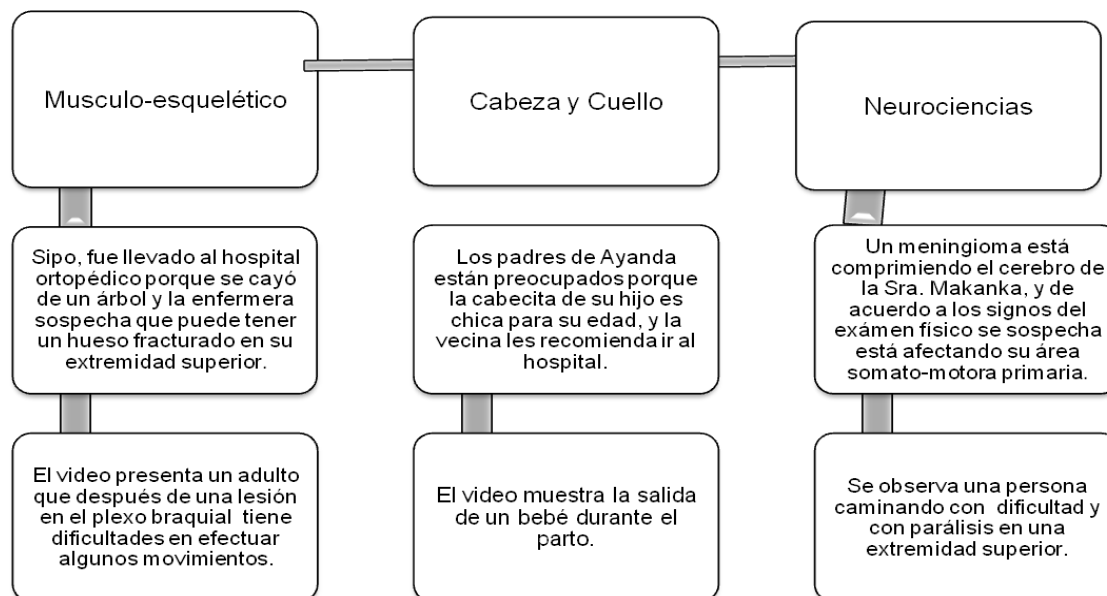 Musculo-esquelético
Cabeza y Cuello
Neurociencias
Sipo, fue llevado al hospital
ortopédico porque se cayó
de un árbol y la enfermera
sospecha que puede tener
un hueso fracturado en su
extremidad superior.
Los padres de Ayanda
están preocupados porque
la cabecita de su hijo es
chica para su edad, y la
vecina les recomienda ir al
hospital.
Un meningioma está
comprimiendo el cerebro de
la Sra. Makanka, y de
acuerdo a los signos del
exámen físico se sospecha
está afectando su área
somato-motora primaria.
El video presenta un adulto
que después de una lesión
en el plexo braquial tiene
dificultades en efectuar
algunos movimientos.
El video muestra la salida
de un bebé durante el
parto.
Se observa una persona
caminando con dificultad y
con parálisis en una
extremidad superior.